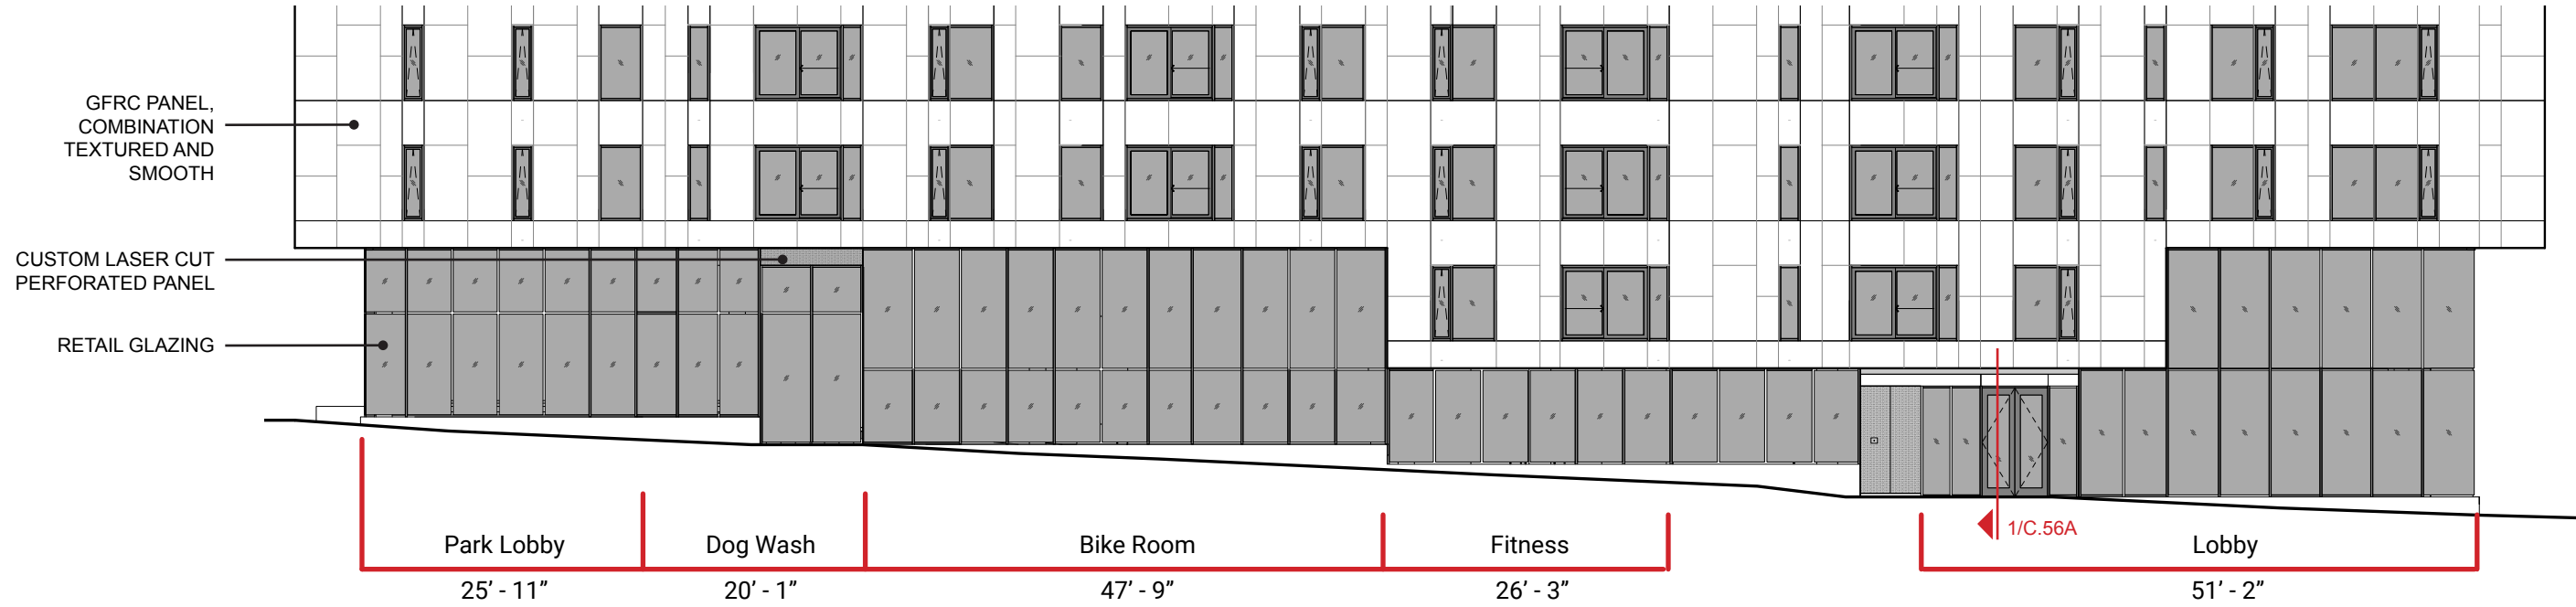 GFRC PANEL,
COMBINATION
TEXTURED AND
SMOOTH
CUSTOM LASER CUT
PERFORATED PANEL
RETAIL GLAZING
1/C.56A
Park Lobby
Dog Wash
Bike Room
Fitness
Lobby
25’ - 11”
20’ - 1”
47’ - 9”
26’ - 3”
51’ - 2”